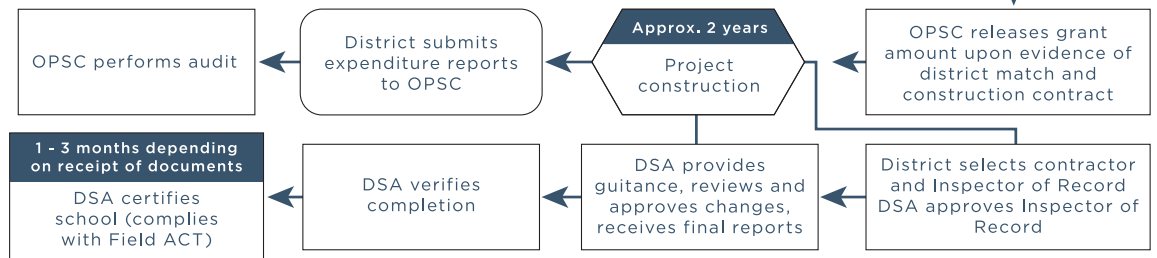 OPSC performs audit
District submits
expenditure reports
to OPSC
Approx. 2 years
Project
construction
OPSC releases grant
amount upon evidence of
district match and
construction contract
1 - 3 months depending
on receipt of documents
DSA certifies
school (complies
with Field ACT)
DSA verifies
completion
DSA provides
guitance, reviews and
approves changes,
receives final reports
District selects contractor
and Inspector of Record
DSA approves Inspector of
Record